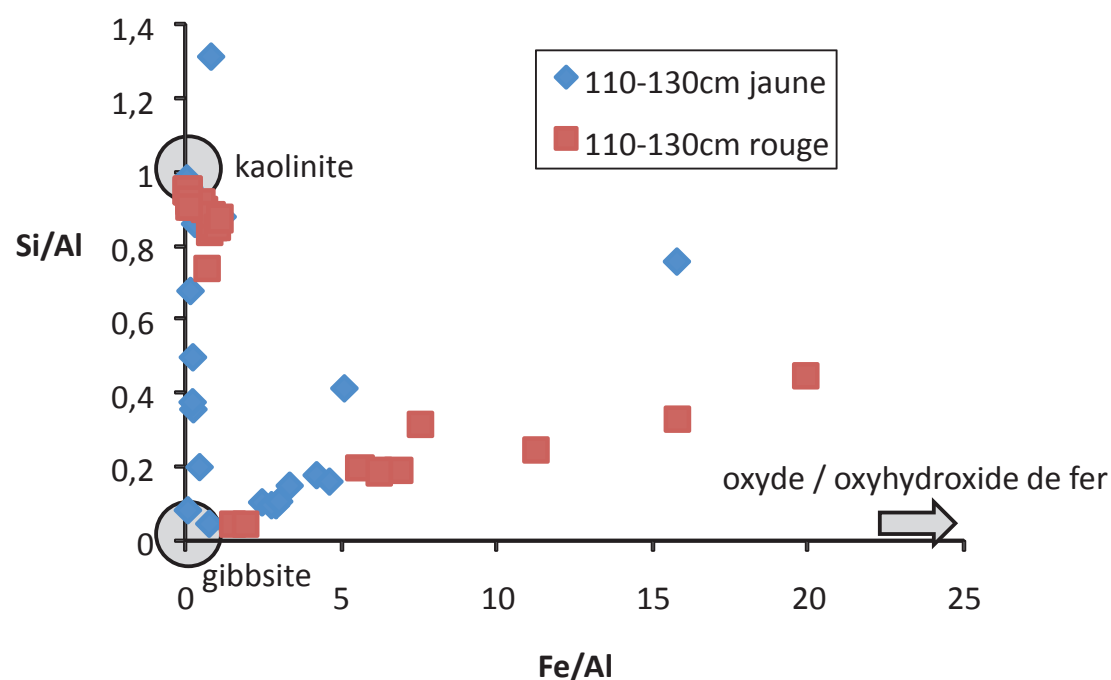 1,4
1,2
1
0,8
0,6
0,4
0,2
0
Si/Al
110-130cm jaune
110-130cm rouge
kaolinite
oxyde / oxyhydroxide de fer
gibbsite
0 5 10 15 20 25
Fe/Al